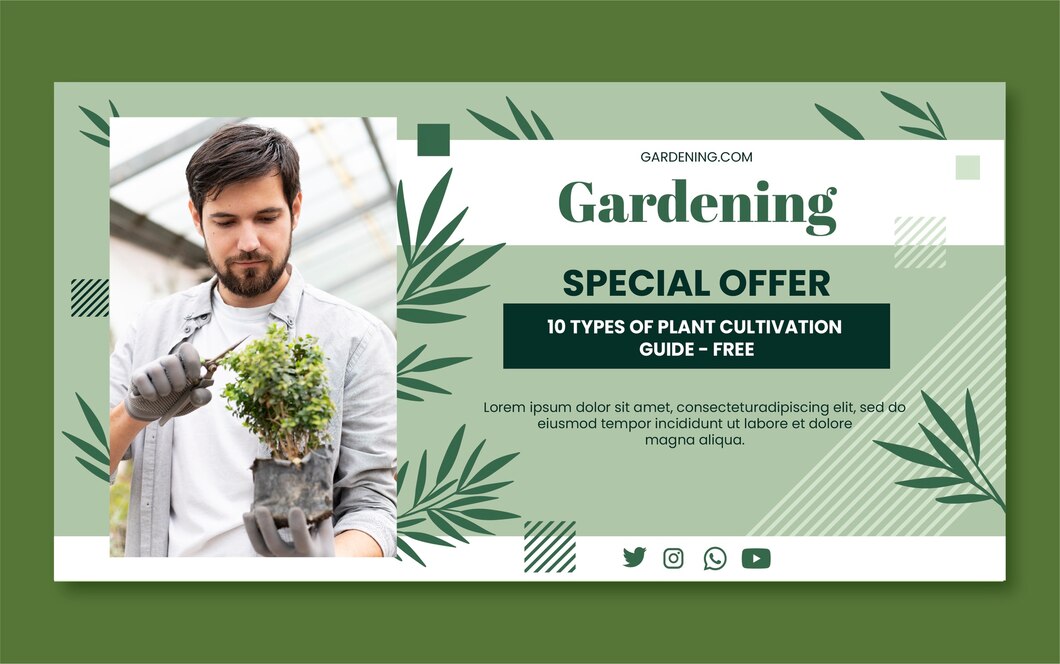 GARDENING.COM
Gardening
SPECIAL OFFER
10 TYPES OF PLANT CULTIVATION
GUIDE - FREE
Lorem ipsum dolor sit amet, consecteturadipiscing elit, sed do
eiusmod tempor incididunt ut labore et dolore
magna aliqua.